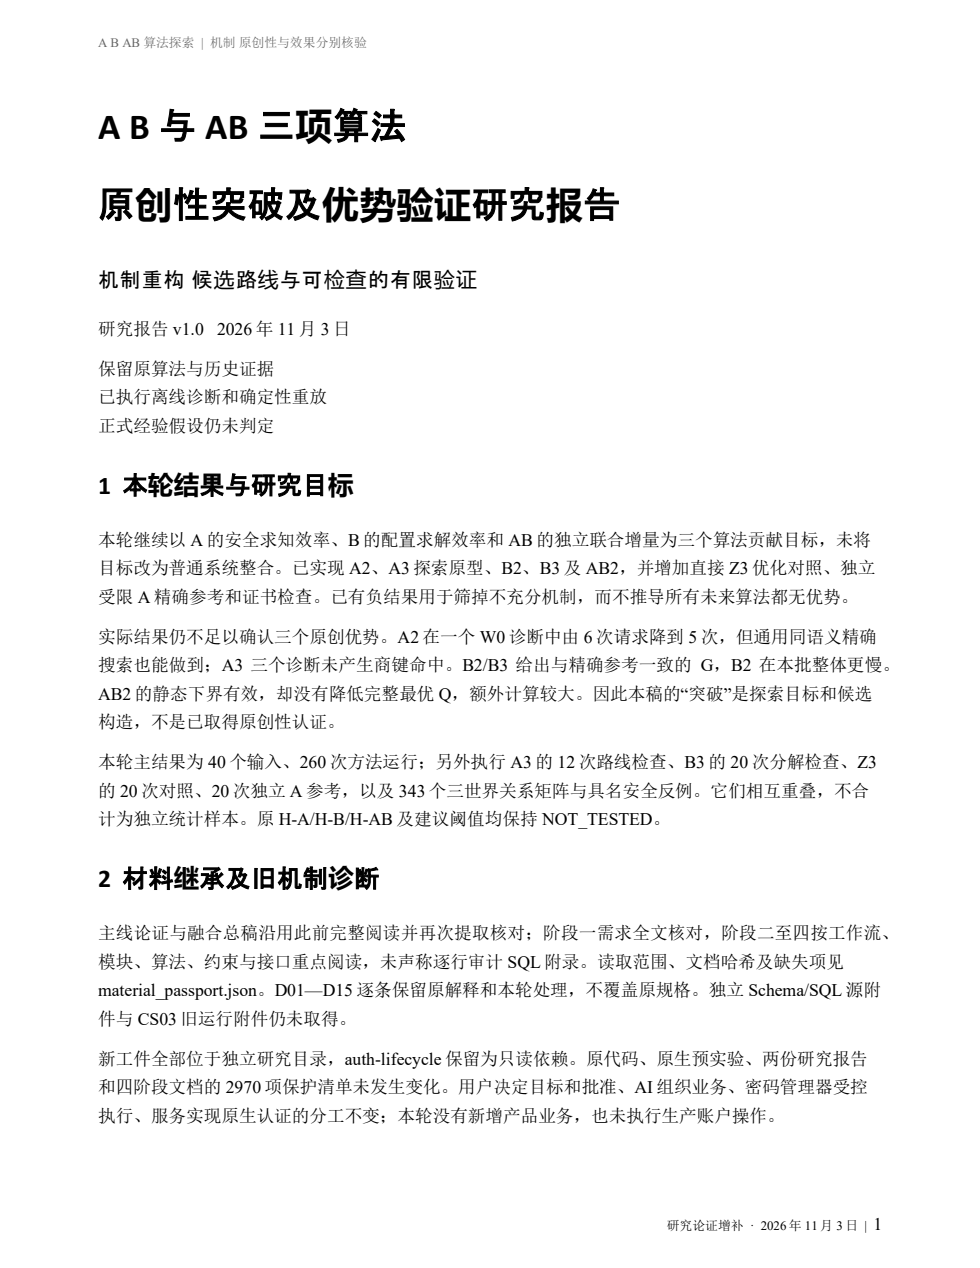 A B AB 算法探索 | 机制 原创性与效果分别核验
A B 与 AB 三项算法
原创性突破及优势验证研究报告
机制重构 候选路线与可检查的有限验证
研究报告 v1.0 2026 年 11 月 3 日
保留原算法与历史证据
已执行离线诊断和确定性重放
正式经验假设仍未判定
1 本轮结果与研究目标
本轮继续以 A 的安全求知效率、B 的配置求解效率和 AB 的独立联合增量为三个算法贡献目标，未将
目标改为普通系统整合。已实现 A2、A3 探索原型、B2、B3 及 AB2，并增加直接 Z3 优化对照、独立
受限 A 精确参考和证书检查。已有负结果用于筛掉不充分机制，而不推导所有未来算法都无优势。
实际结果仍不足以确认三个原创优势。A2 在一个 W0 诊断中由 6 次请求降到 5 次，但通用同语义精确
搜索也能做到；A3 三个诊断未产生商键命中。B2/B3 给出与精确参考一致的 G，B2 在本批整体更慢。
AB2 的静态下界有效，却没有降低完整最优 Q，额外计算较大。因此本稿的“突破”是探索目标和候选
构造，不是已取得原创性认证。
本轮主结果为 40 个输入、260 次方法运行；另外执行 A3 的 12 次路线检查、B3 的 20 次分解检查、Z3
的 20 次对照、20 次独立 A 参考，以及 343 个三世界关系矩阵与具名安全反例。它们相互重叠，不合
计为独立统计样本。原 H-A/H-B/H-AB 及建议阈值均保持 NOT_TESTED。
2 材料继承及旧机制诊断
主线论证与融合总稿沿用此前完整阅读并再次提取核对；阶段一需求全文核对，阶段二至四按工作流、
模块、算法、约束与接口重点阅读，未声称逐行审计 SQL 附录。读取范围、文档哈希及缺失项见
material_passport.json。D01—D15 逐条保留原解释和本轮处理，不覆盖原规格。独立 Schema/SQL 源附
件与 CS03 旧运行附件仍未取得。
新工件全部位于独立研究目录，auth-lifecycle 保留为只读依赖。原代码、原生预实验、两份研究报告
和四阶段文档的 2970 项保护清单未发生变化。用户决定目标和批准、AI 组织业务、密码管理器受控
执行、服务实现原生认证的分工不变；本轮没有新增产品业务，也未执行生产账户操作。
研究论证增补 · 2026 年 11 月 3 日 | 1